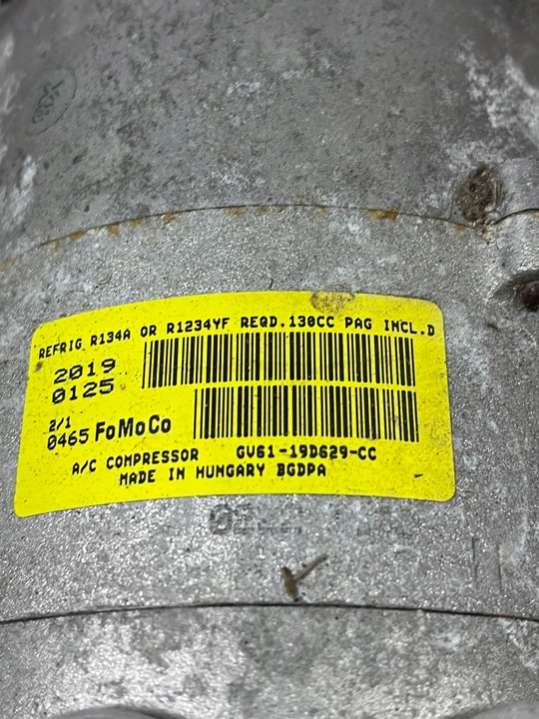 REFRIG R134A OR R1234YF REQD.130CC PAG INCL.D
2019
0125
2/1
0465 FoMoCo
A/C COMPRESSOR GV61-19D629-CC
MADE IN HUNGARY BGDPA